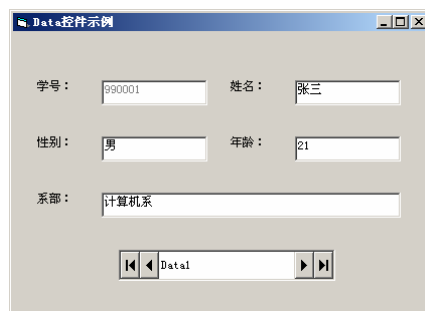 Data控件示例
学号： 990001 姓名： 张三
性别： 男 年龄： 21
系部： 计算机系
Data1